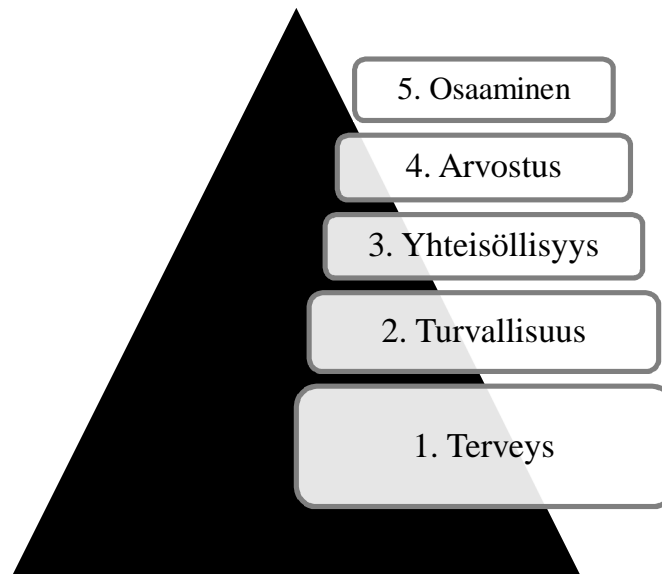 5. Osaaminen
4. Arvostus
3. Yhteisöllisyys
2. Turvallisuus
1. Terveys